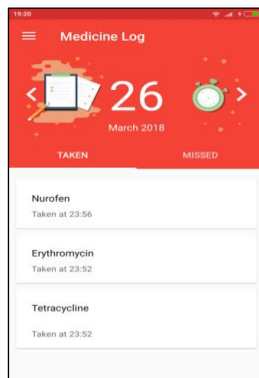 19:20
Medicine Log
26
March 2018
TAKEN MISSED
Nurofen
Taken at 23:56
Erythromycin
Taken at 23:52
Tetracycline
Taken at 23:52